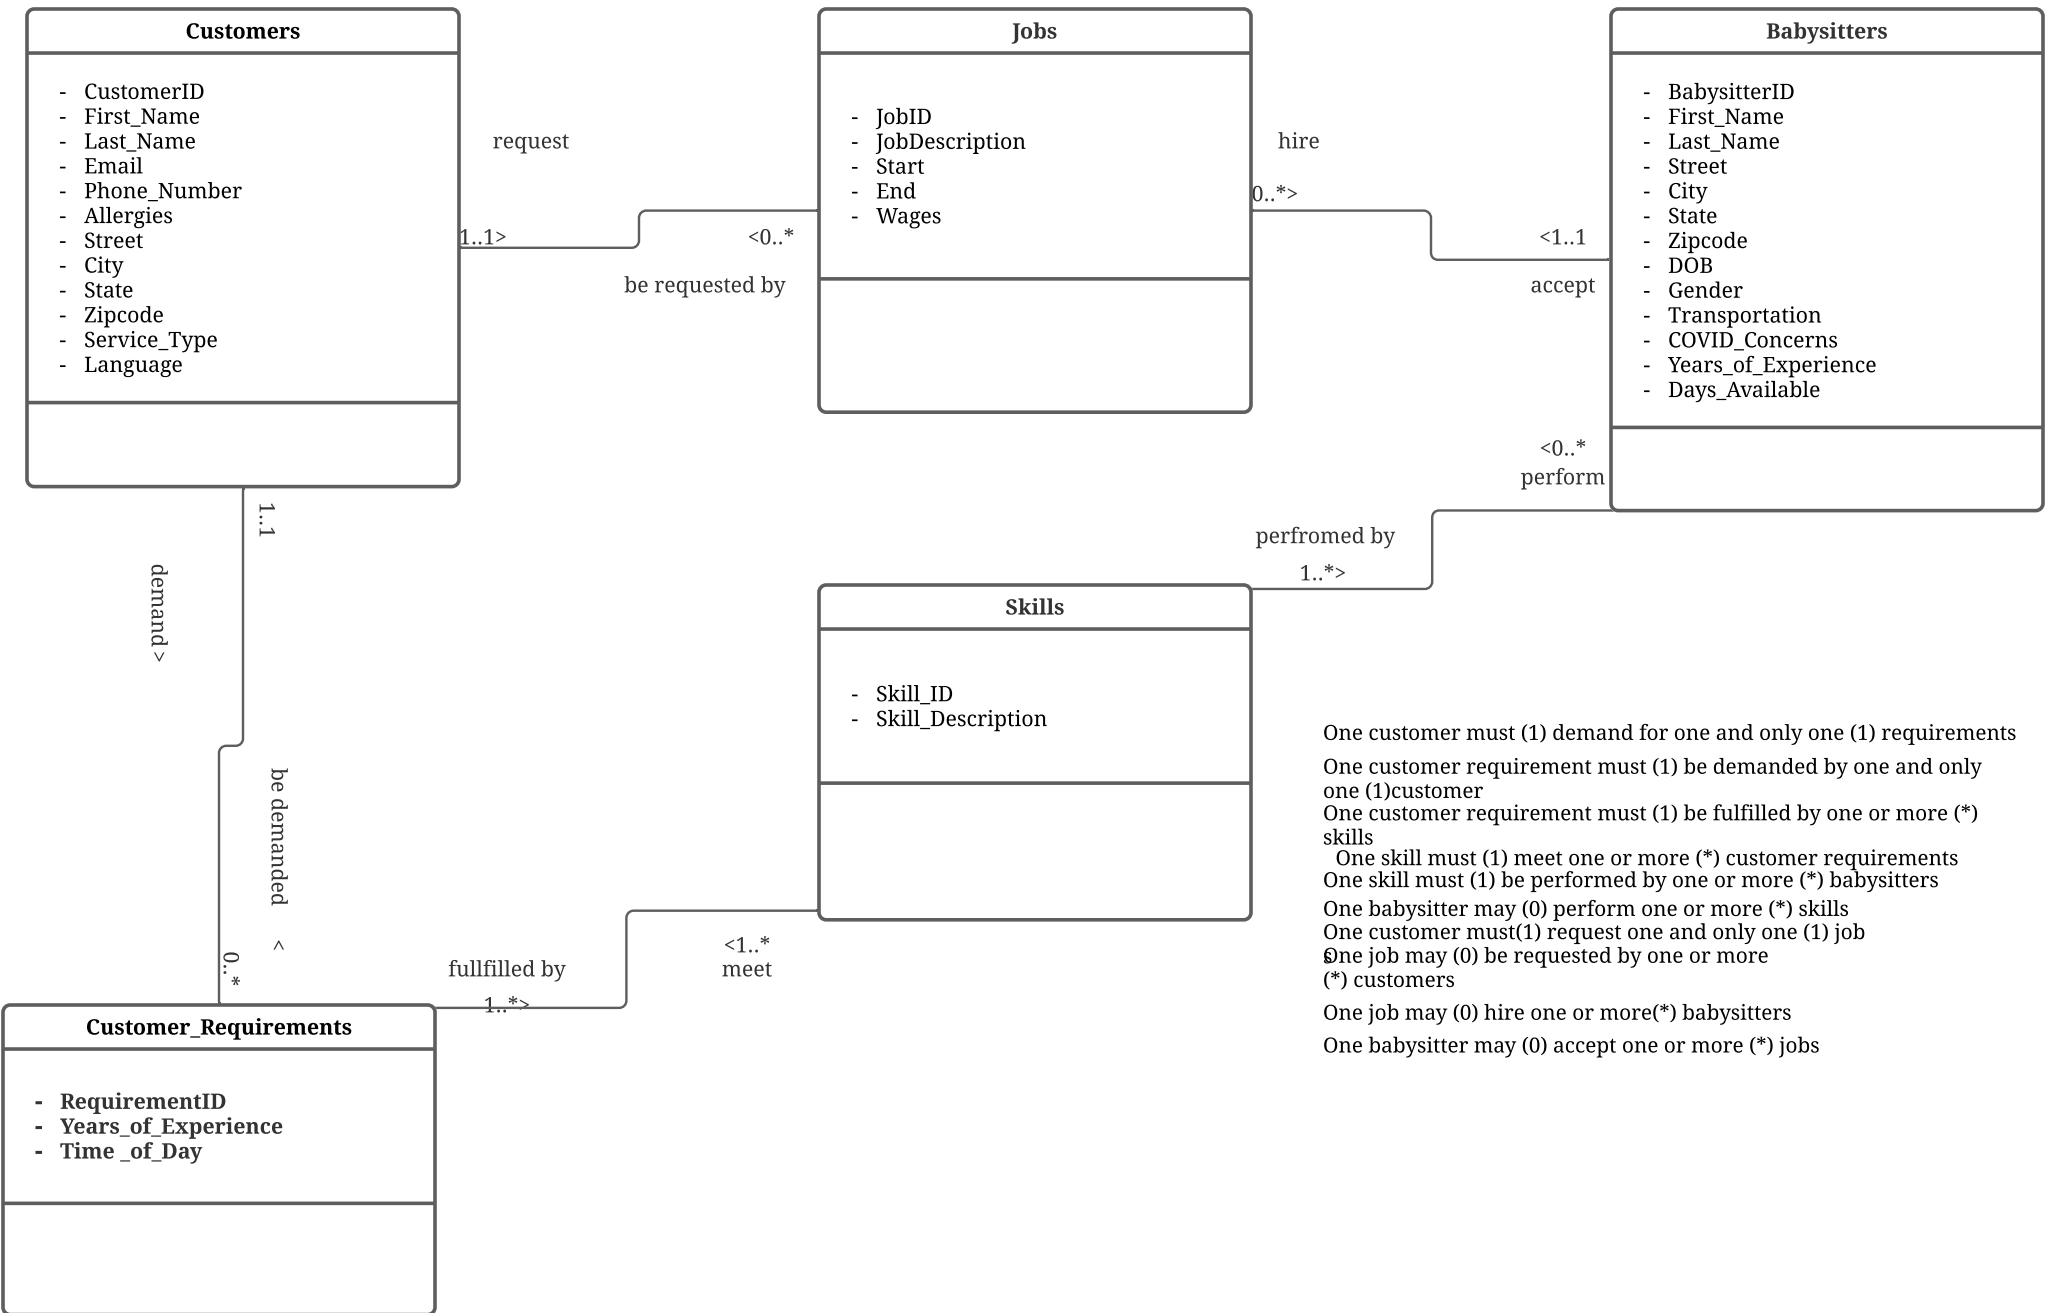 Customers
- CustomerID
- First_Name
- Last_Name
- Email
- Phone_Number
- Allergies
- Street
- City
- State
- Zipcode
- Service_Type
- Language
request
1..1>
<0..*
be requested by
Jobs
- JobID
- JobDescription
- Start
- End
- Wages
hire
0..*>
<1..1
accept
Babysitters
- BabysitterID
- First_Name
- Last_Name
- Street
- City
- State
- Zipcode
- DOB
- Gender
- Transportation
- COVID_Concerns
- Years_of_Experience
- Days_Available
<0..*
perform
perfromed by
1..*>
1..1
demand >
be demanded <
0..*
Skills
- Skill_ID
- Skill_Description
fullfilled by
1..*>
<1..*
meet
Customer_Requirements
- RequirementID
- Years_of_Experience
- Time _of_Day
One customer must (1) demand for one and only one (1) requirements
One customer requirement must (1) be demanded by one and only
one (1)customer
One customer requirement must (1) be fulfilled by one or more (*)
skills
One skill must (1) meet one or more (*) customer requirements
One skill must (1) be performed by one or more (*) babysitters
One babysitter may (0) perform one or more (*) skills
One customer must(1) request one and only one (1) job
s
One job may (0) be requested by one or more
(*) customers
One job may (0) hire one or more(*) babysitters
One babysitter may (0) accept one or more (*) jobs